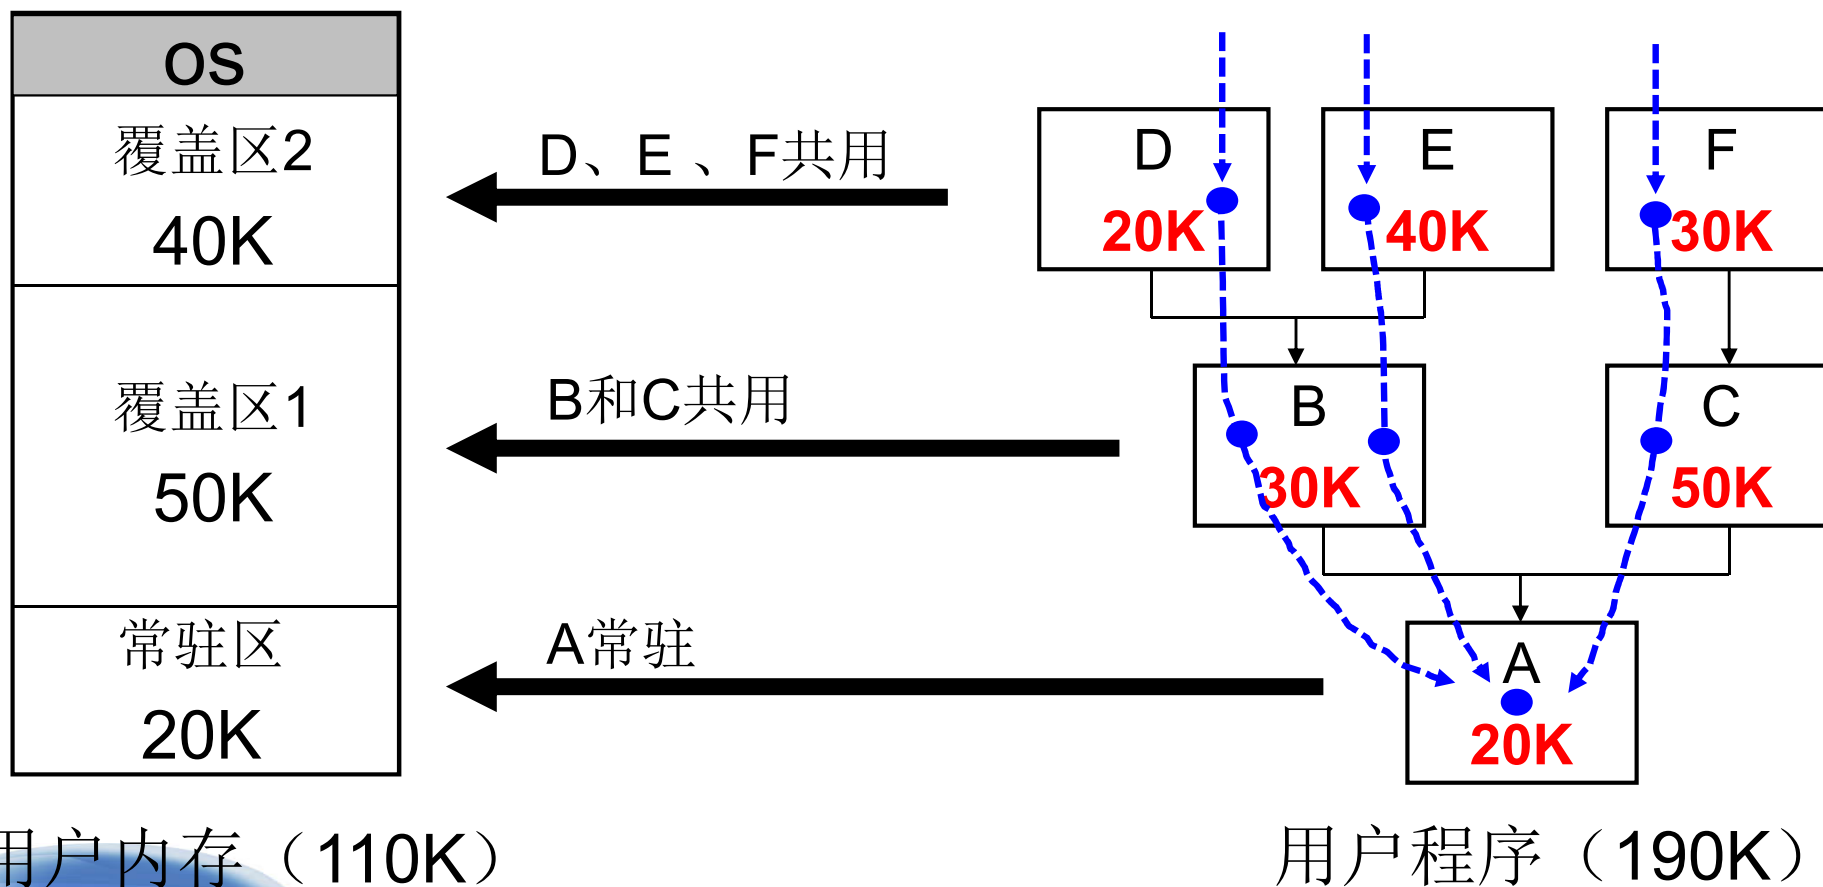 OS
覆盖区2
40K
覆盖区1
50K
常驻区
20K
D、E 、F共用
B和C共用
A常驻
D
20K
E
40K
F
30K
B
30K
C
50K
A
20K
用户内存（110K）
用户程序（190K）